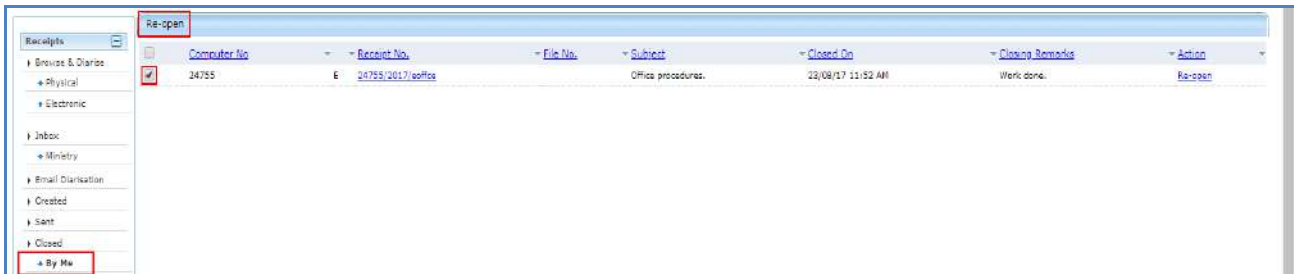 Re-open
Receipts
Computer No Receipt No. File No. Subject Closed On Closing Remarks Action
24755 E 24755/2017/eoffice Office procedures. 23/08/17 11:52 AM Work done. Re-open
Browse & Diarise
Physical
Electronic
Inbox
Ministry
Email Diarisation
Created
Sent
Closed
By Me